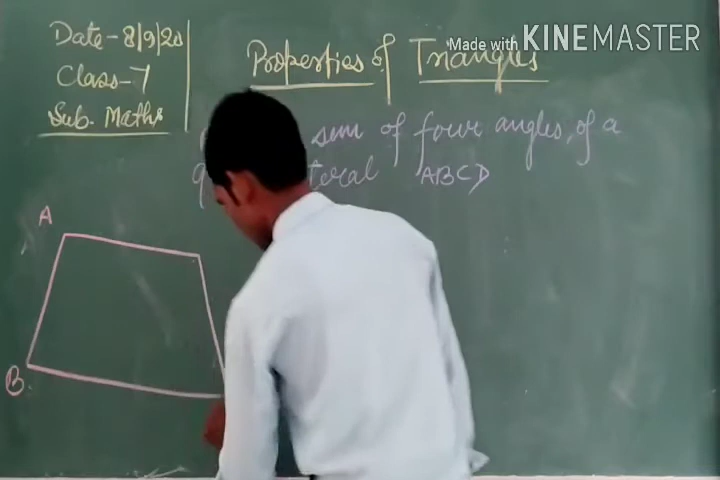 Date-8/9/20
Class-7
Sub. Maths
Properties of Triangles
Made with KINEMASTER
sum of four angles, of a
ABCD
A
B